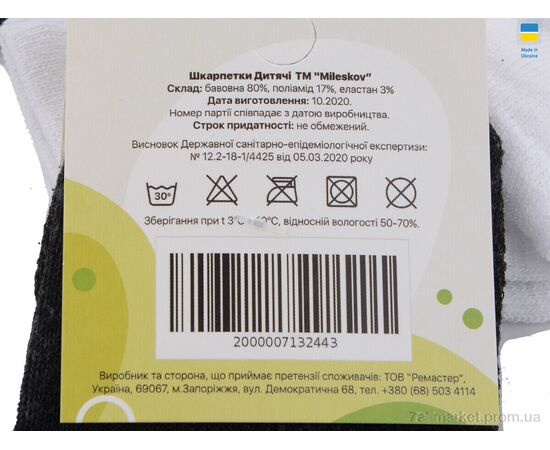 Made in
Ukraine
Шкарпетки Дитячі ТМ "Mileskov"
Склад: бавовна 80%, поліамід 17%, еластан 3%
Дата виготовлення: 10.2020.
Номер партії співпадає з датою виробництва.
Строк придатності: не обмежений.
Висновок Державної санітарно-епідеміологічної експертизи:
№ 12.2-18-1/4425 від 05.03.2020 року
30°
Зберігання при t 3°С - 40°С, відносній вологості 50-70%.
2000007132443
Виробник та сторона, що приймає претензії споживачів: ТОВ "Ремастер",
Україна, 69067, м.Запоріжжя, вул. Демократична 68, тел. +380 (68) 503 4114
7element.prom.ua